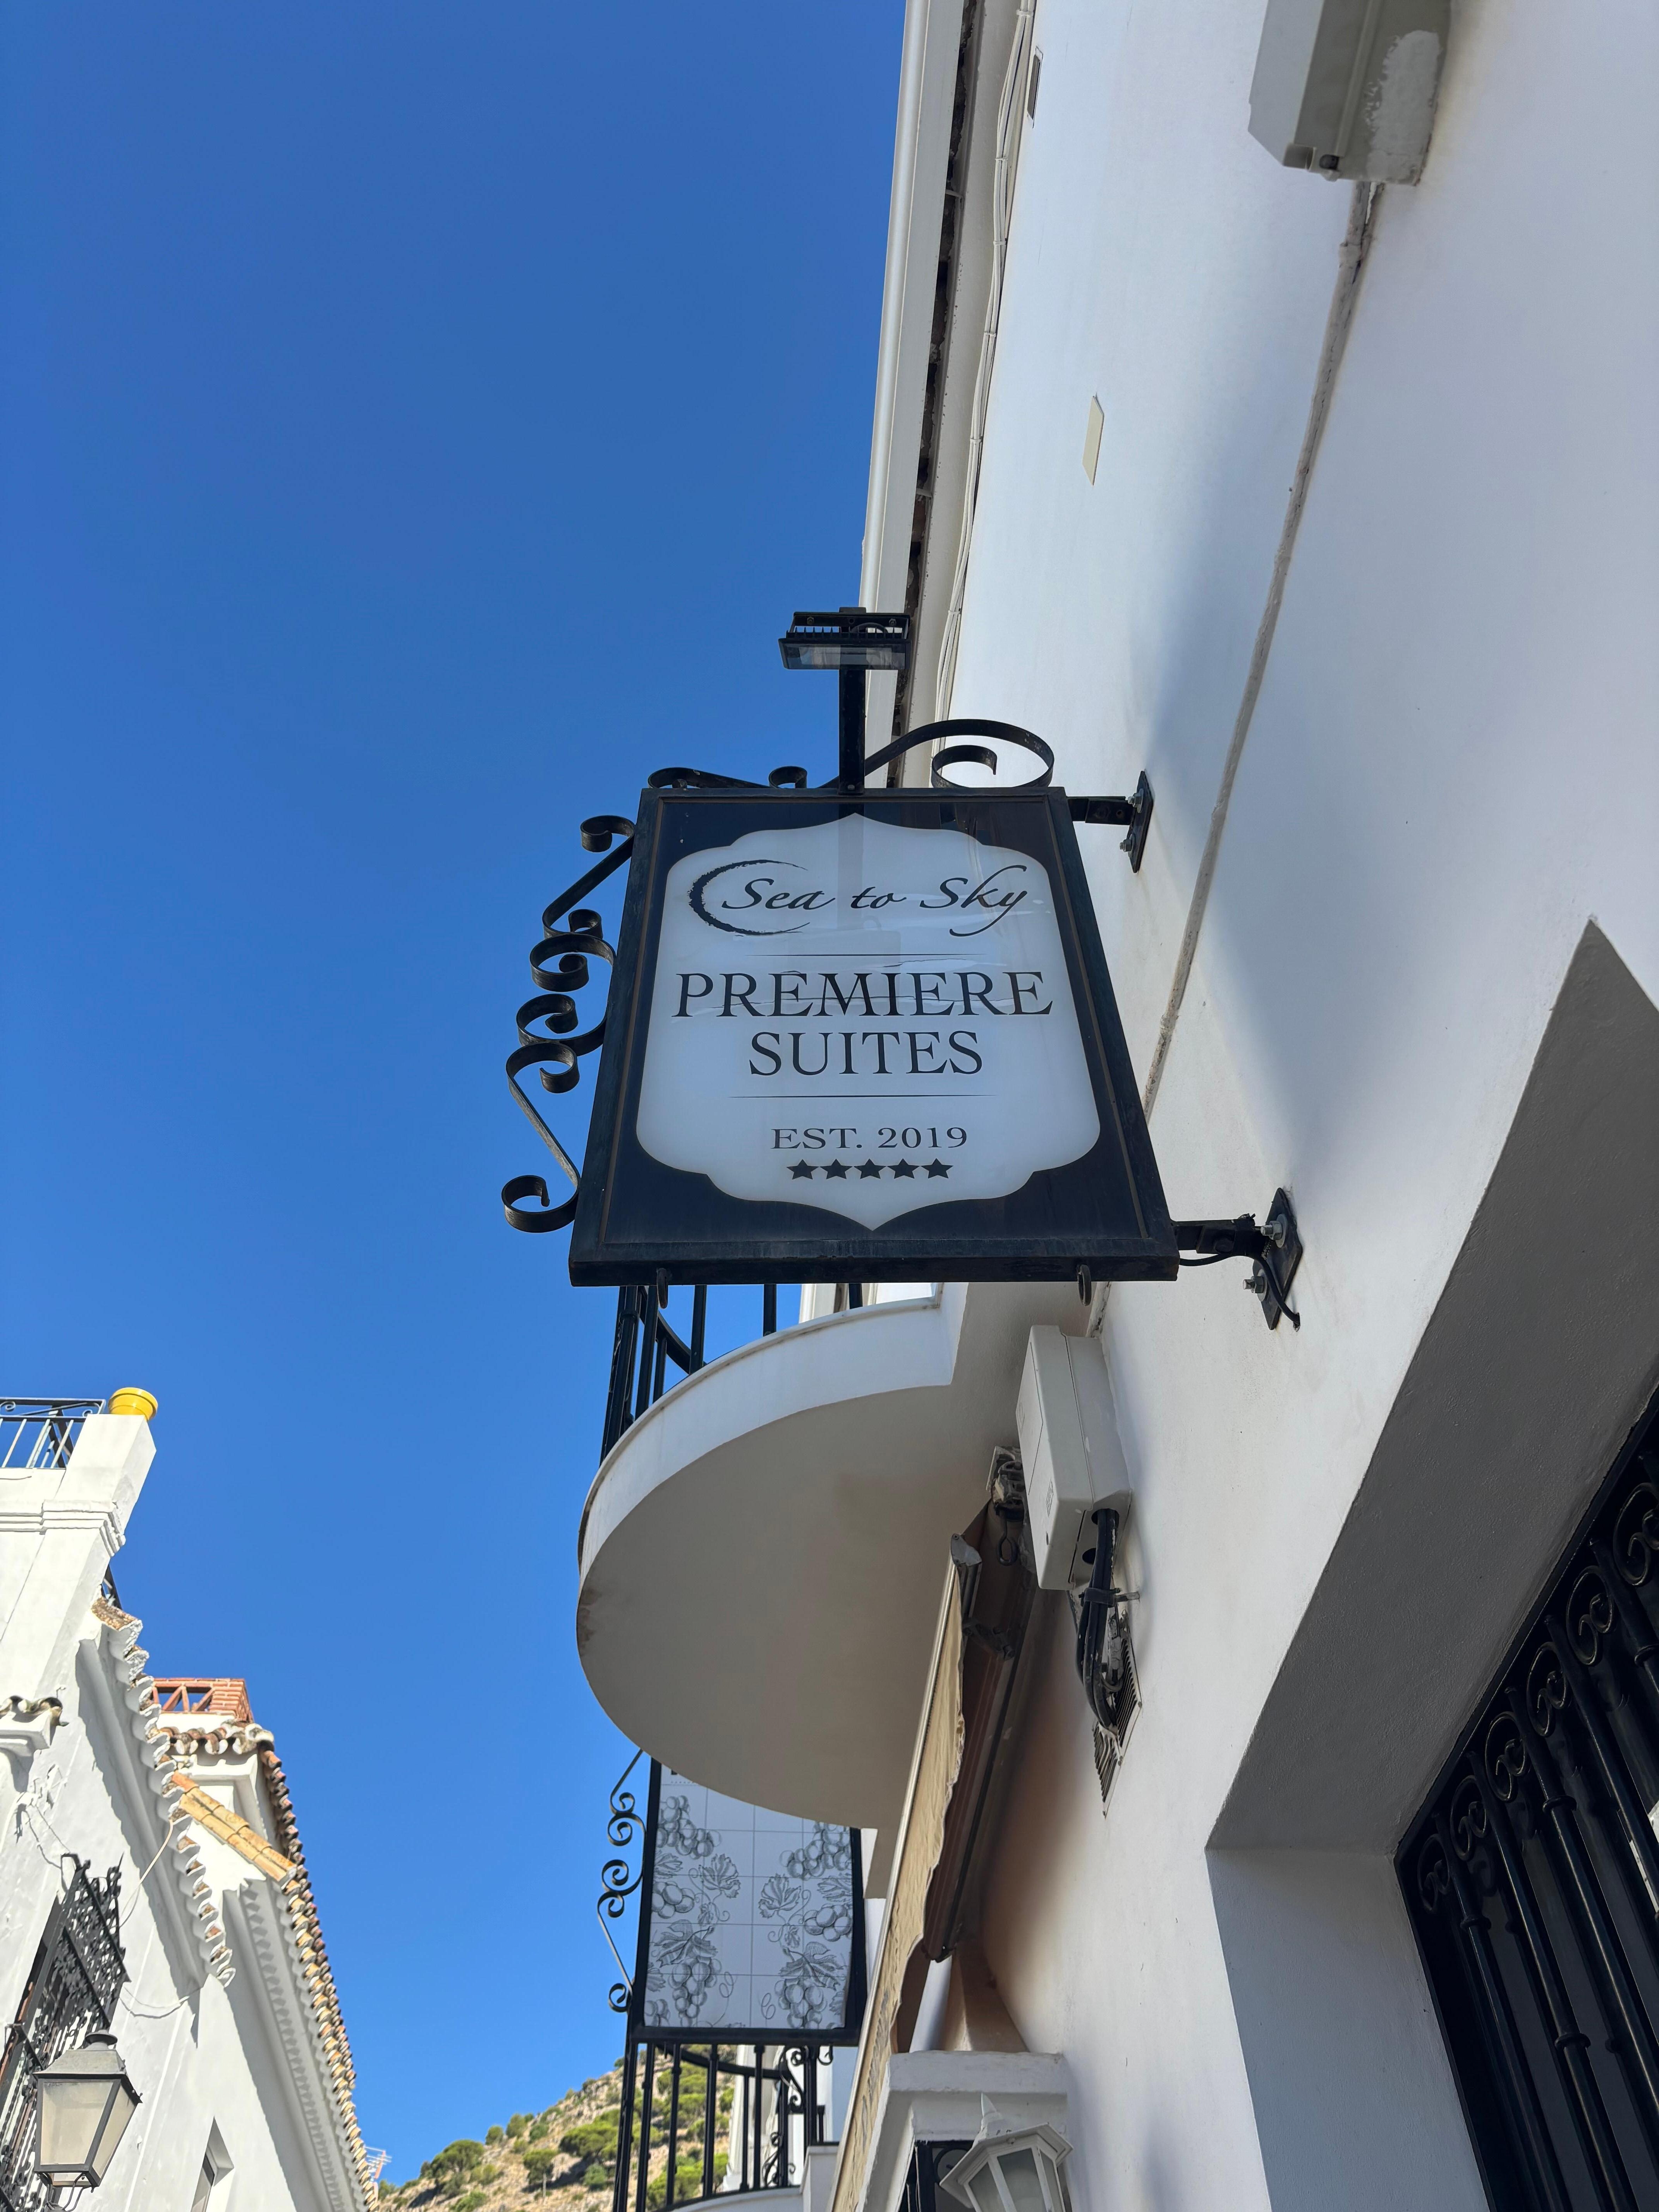 Sea to Sky
PREMIERE
SUITES
EST. 2019
★★★★★